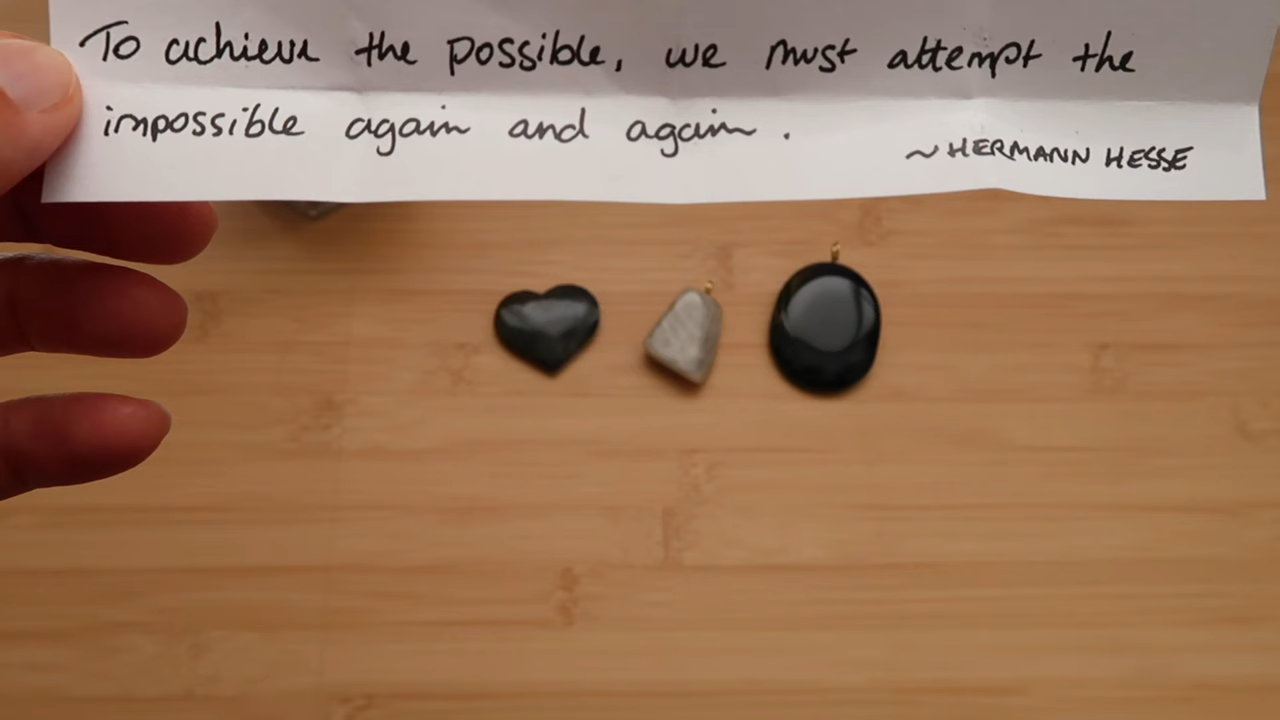 To achieve the possible, we must attempt the
impossible again and again.
~ HERMANN HESSE